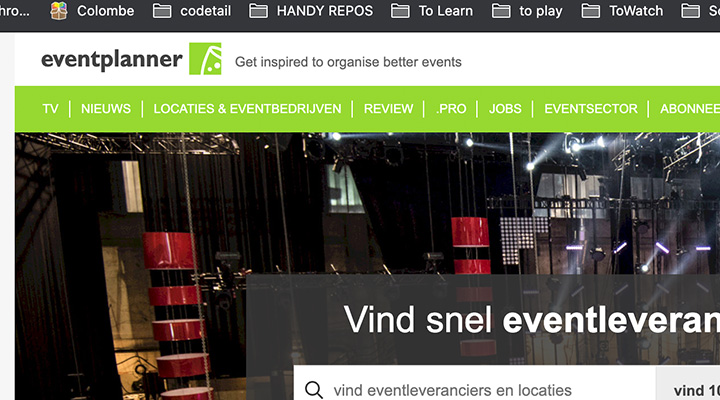 hro... Colombe codetail HANDY REPOS To Learn to play ToWatch
eventplanner Get inspired to organise better events
TV NIEUWS LOCATIES & EVENTBEDRIJVEN REVIEW .PRO JOBS EVENTSECTOR ABONNEE
Vind snel eventleveran
vind eventleveranciers en locaties vind 10